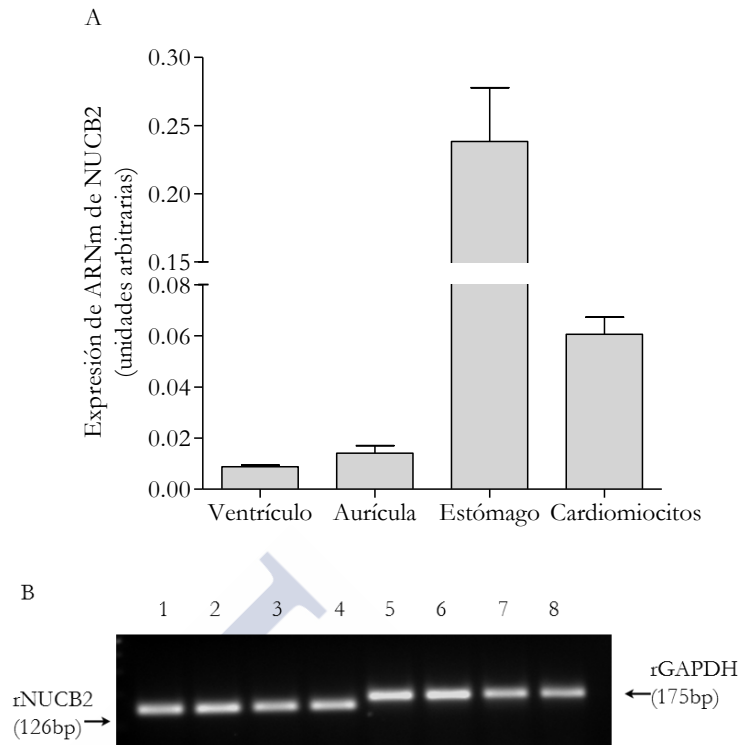 A
Expresión de ARNm de NUCB2
(unidades arbitrarias)
0.30
0.25
0.20
0.15
0.08
0.06
0.04
0.02
0.00
Ventrículo Aurícula Estómago Cardiomiocitos
B
1 2 3 4 5 6 7 8
rNUCB2
(126bp)
rGAPDH
(175bp)